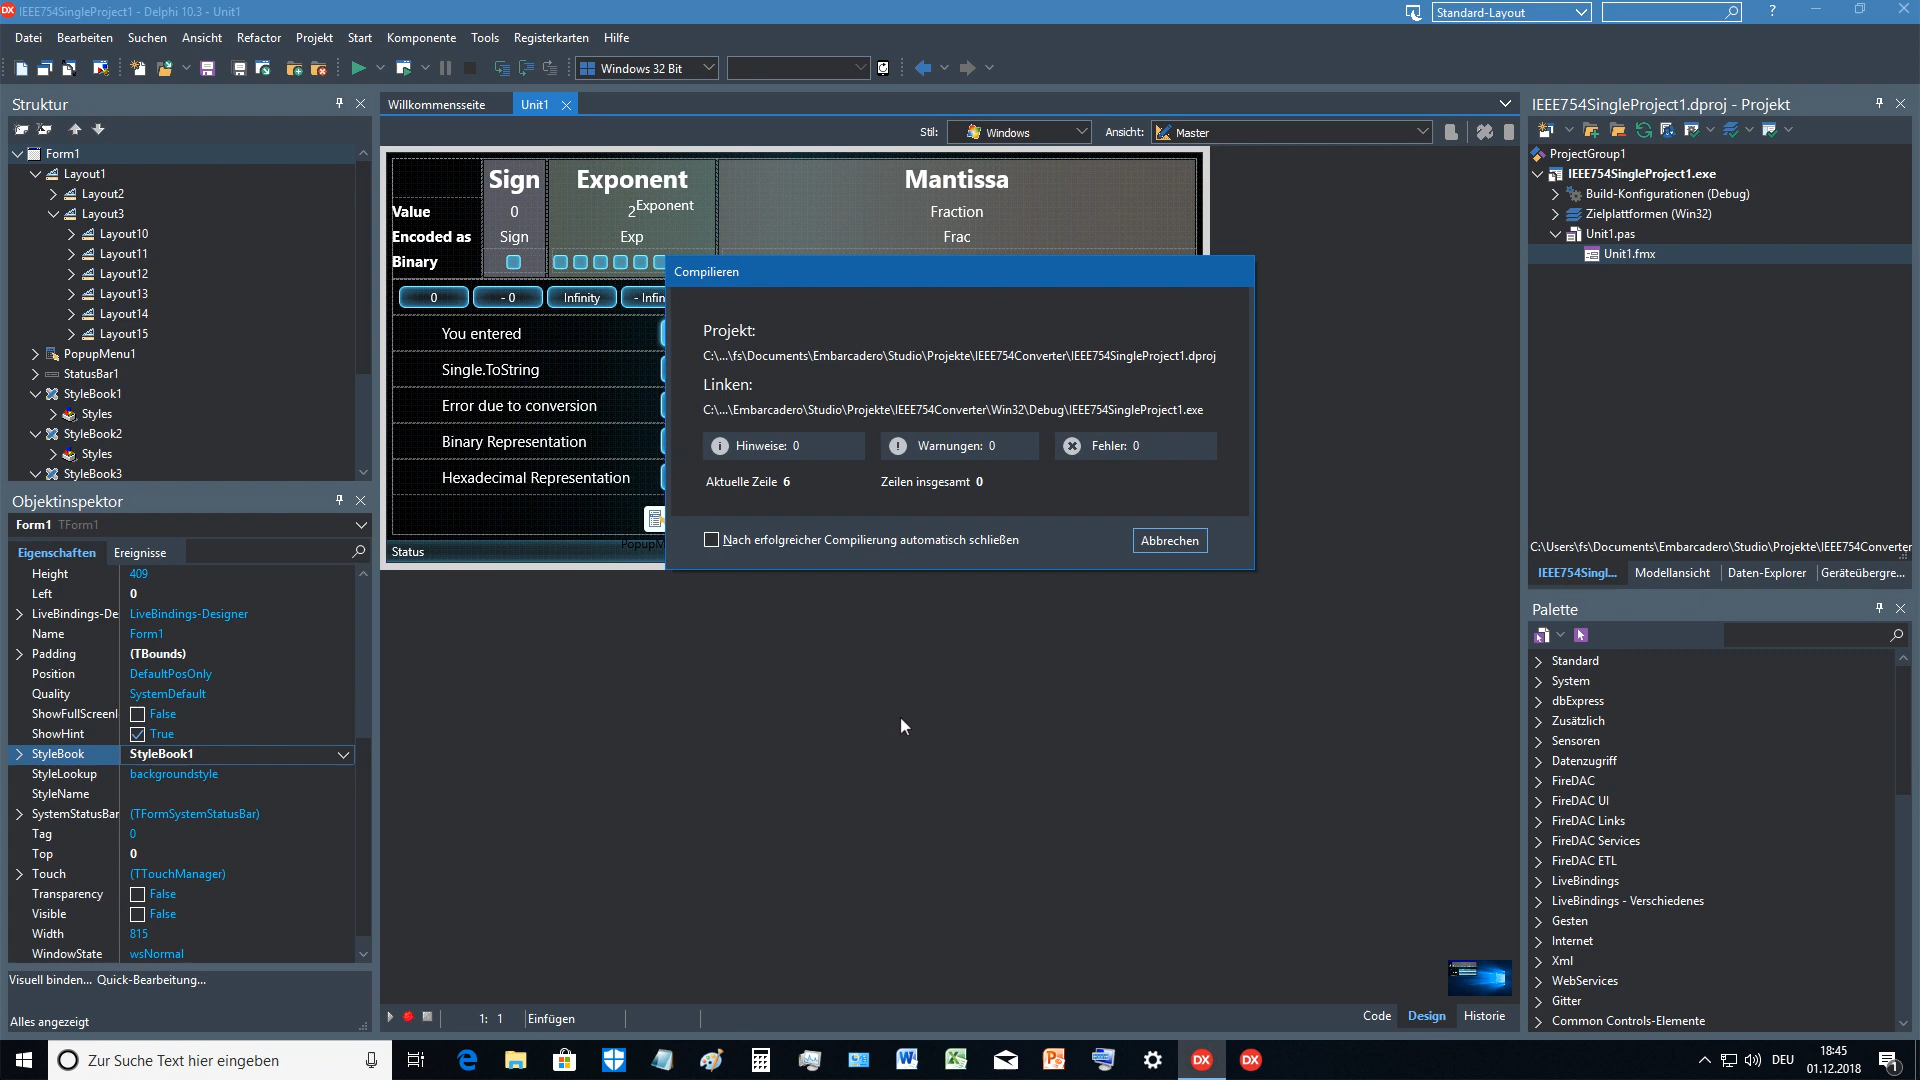 IEEE754SingleProject1 - Delphi 10.3 - Unit1
Standard-Layout
Datei Bearbeiten Suchen Ansicht Refactor Projekt Start Komponente Tools Registerkarten Hilfe
Windows 32 Bit
Struktur
Form1
Layout1
Layout2
Layout3
Layout10
Layout11
Layout12
Layout13
Layout14
Layout15
PopupMenu1
StatusBar1
StyleBook1
Styles
StyleBook2
Styles
StyleBook3
Objektinspektor
Form1 TForm1
Eigenschaften Ereignisse
Height 409
Left 0
LiveBindings-De LiveBindings-Designer
Name Form1
Padding (TBounds)
Position DefaultPosOnly
Quality SystemDefault
ShowFullScreenI False
ShowHint True
StyleBook StyleBook1
StyleLookup backgroundstyle
StyleName
SystemStatusBar (TFormSystemStatusBar)
Tag 0
Top 0
Touch (TTouchManager)
Transparency False
Visible False
Width 815
WindowState wsNormal
Visuell binden... Quick-Bearbeitung...
Alles angezeigt
Willkommensseite Unit1
Stil: Windows Ansicht: Master
Sign Exponent Mantissa
Value 0 2Exponent Fraction
Encoded as Sign Exp Frac
Binary
0 - 0 Infinity - Infin
You entered
Single.ToString
Error due to conversion
Binary Representation
Hexadecimal Representation
PopupM
Status
Compilieren
Projekt:
C:\...\fs\Documents\Embarcadero\Studio\Projekte\IEEE754Converter\IEEE754SingleProject1.dproj
Linken:
C:\...\Embarcadero\Studio\Projekte\IEEE754Converter\Win32\Debug\IEEE754SingleProject1.exe
Hinweise: 0 Warnungen: 0 Fehler: 0
Aktuelle Zeile 6 Zeilen insgesamt 0
Nach erfolgreicher Compilierung automatisch schließen
Abbrechen
1: 1 Einfügen
Code Design Historie
IEEE754SingleProject1.dproj - Projekt
ProjectGroup1
IEEE754SingleProject1.exe
Build-Konfigurationen (Debug)
Zielplattformen (Win32)
Unit1.pas
Unit1.fmx
C:\Users\fs\Documents\Embarcadero\Studio\Projekte\IEEE754Converter
IEEE754Singl... Modellansicht Daten-Explorer Geräteübergre...
Palette
Standard
System
dbExpress
Zusätzlich
Sensoren
Datenzugriff
FireDAC
FireDAC UI
FireDAC Links
FireDAC Services
FireDAC ETL
LiveBindings
LiveBindings - Verschiedenes
Gesten
Internet
Xml
WebServices
Gitter
Common Controls-Elemente
Zur Suche Text hier eingeben
DEU
18:45
01.12.2018
1